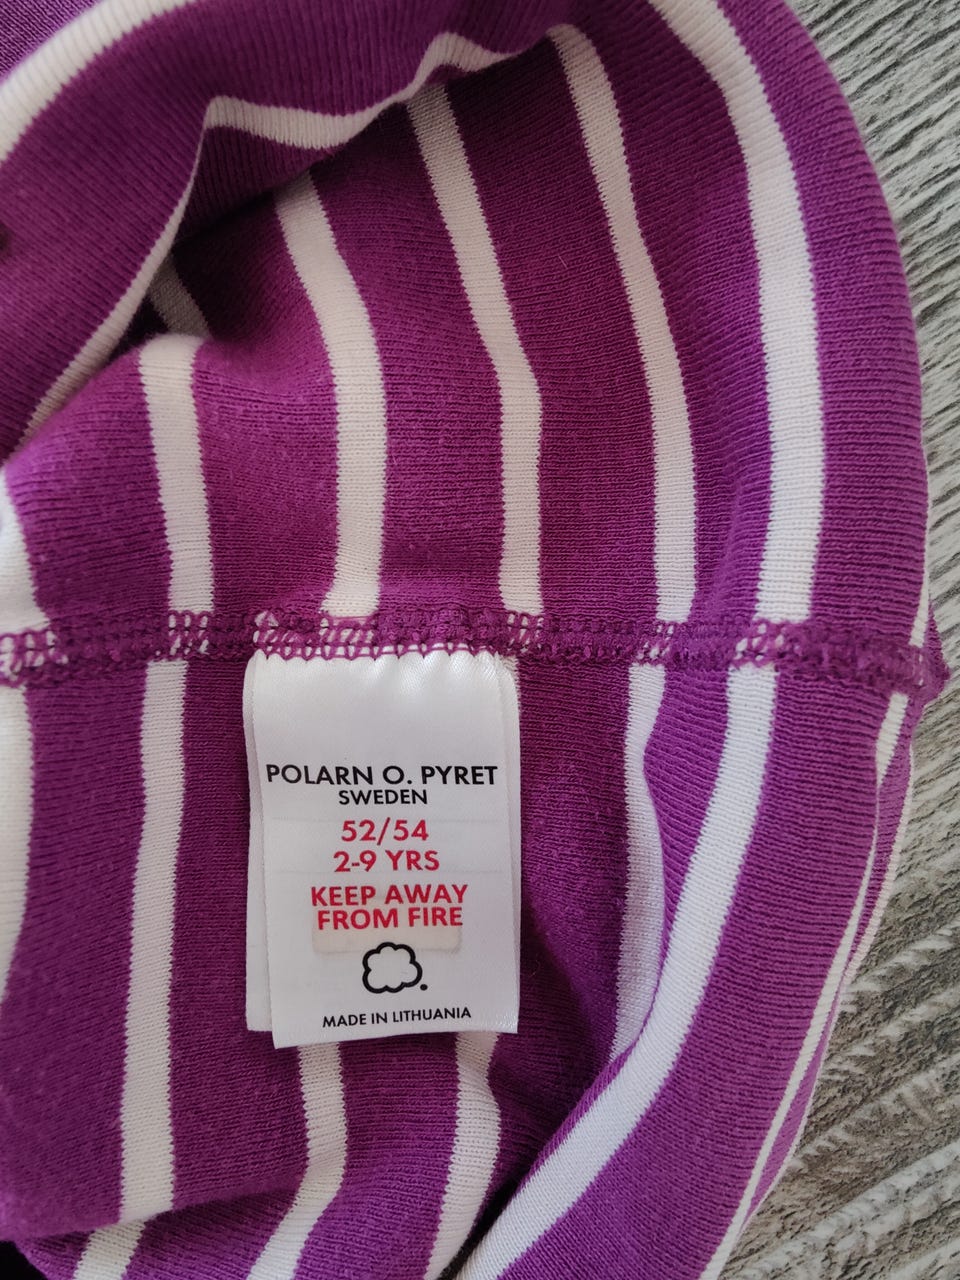 POLARN O. PYRET
SWEDEN
52/54
2-9 YRS
KEEP AWAY
FROM FIRE
MADE IN LITHUANIA